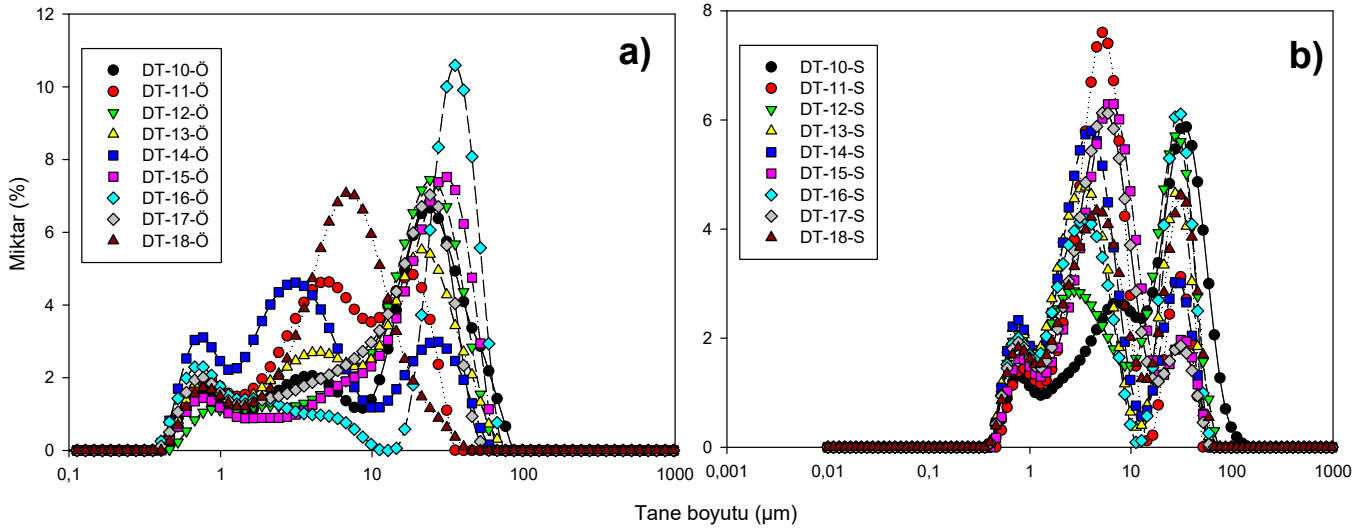 12
10
8
6
4
2
0
Miktar (%)
a)
DT-10-Ö
DT-11-Ö
DT-12-Ö
DT-13-Ö
DT-14-Ö
DT-15-Ö
DT-16-Ö
DT-17-Ö
DT-18-Ö
0,1 1 10 100 1000
8
6
4
2
0
b)
DT-10-S
DT-11-S
DT-12-S
DT-13-S
DT-14-S
DT-15-S
DT-16-S
DT-17-S
DT-18-S
0,001 0,01 0,1 1 10 100 1000
Tane boyutu (µm)